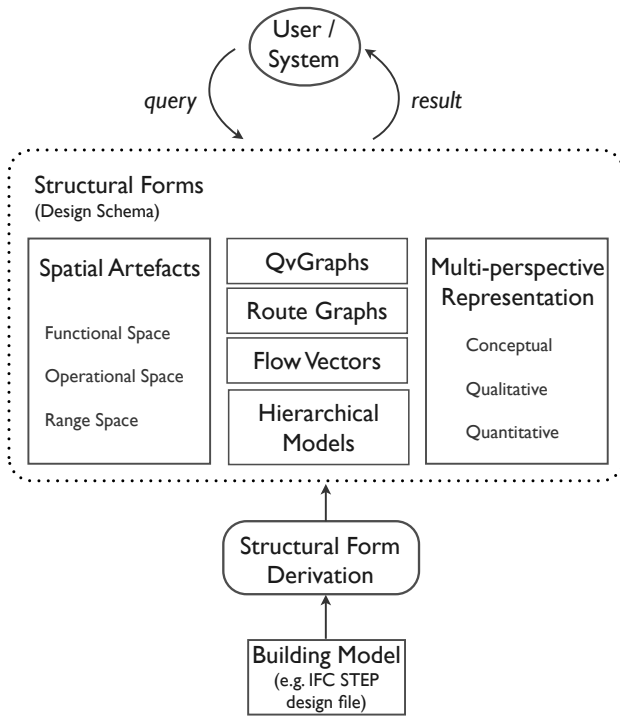 User /
System
query
result
Structural Forms
(Design Schema)
Spatial Artefacts
Functional Space
Operational Space
Range Space
QvGraphs
Route Graphs
Flow Vectors
Hierarchical
Models
Multi-perspective
Representation
Conceptual
Qualitative
Quantitative
Structural Form
Derivation
Building Model
(e.g. IFC STEP
design file)